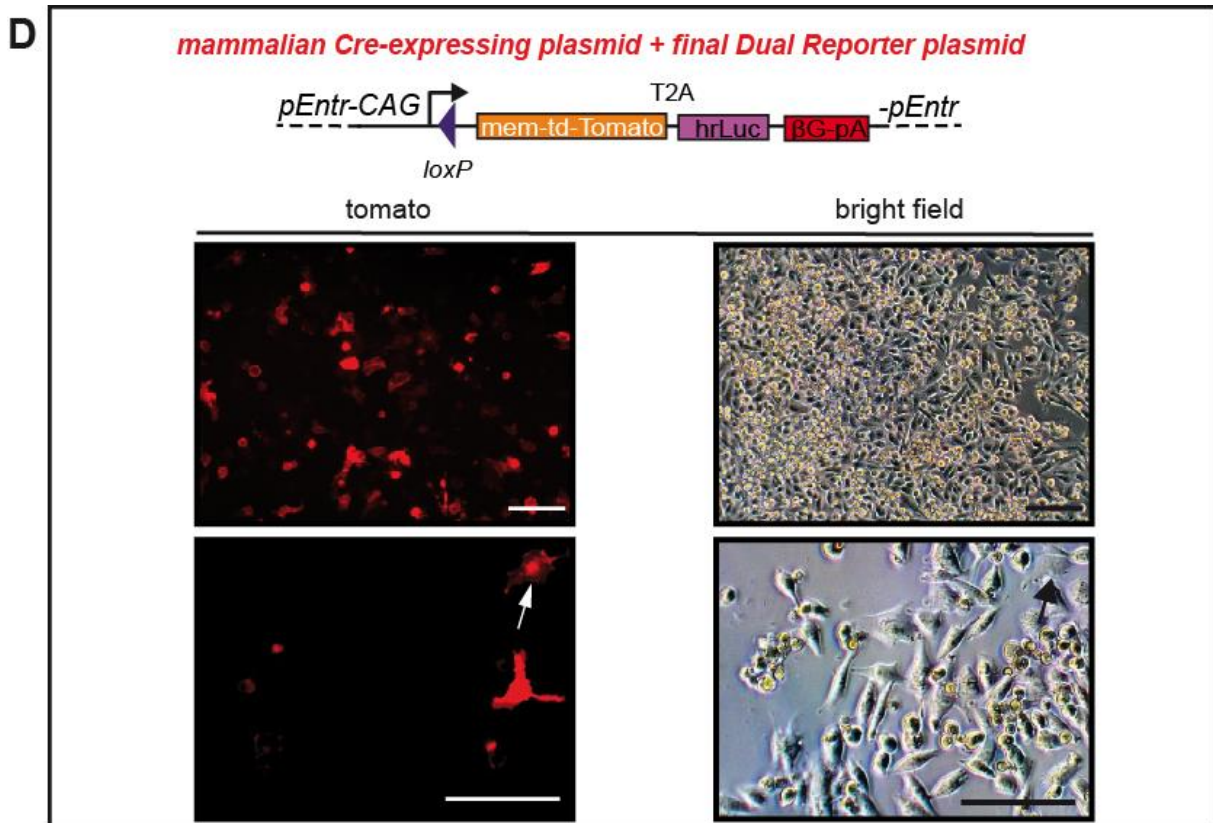 D
mammalian Cre-expressing plasmid + final Dual Reporter plasmid
T2A
pEntr-CAG
-pEntr
mem-td-Tomato
hrLuc
βG-pA
loxP
tomato
bright field